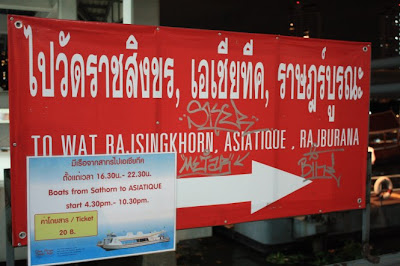 ไปวัดราชสิงขร, เอเชียทีค, ราษฎร์บูรณะ
TO WAT RAJSINGKHORN, ASIATIQUE , RAJBURANA
มีเรือจากสาทรไปเอเชียทีค
ตั้งแต่เวลา 16.30น.- 22.30น.
Boats from Sathorn to ASIATIQUE
start 4.30pm.- 10.30pm.
ค่าโดยสาร / Ticket
20 B.